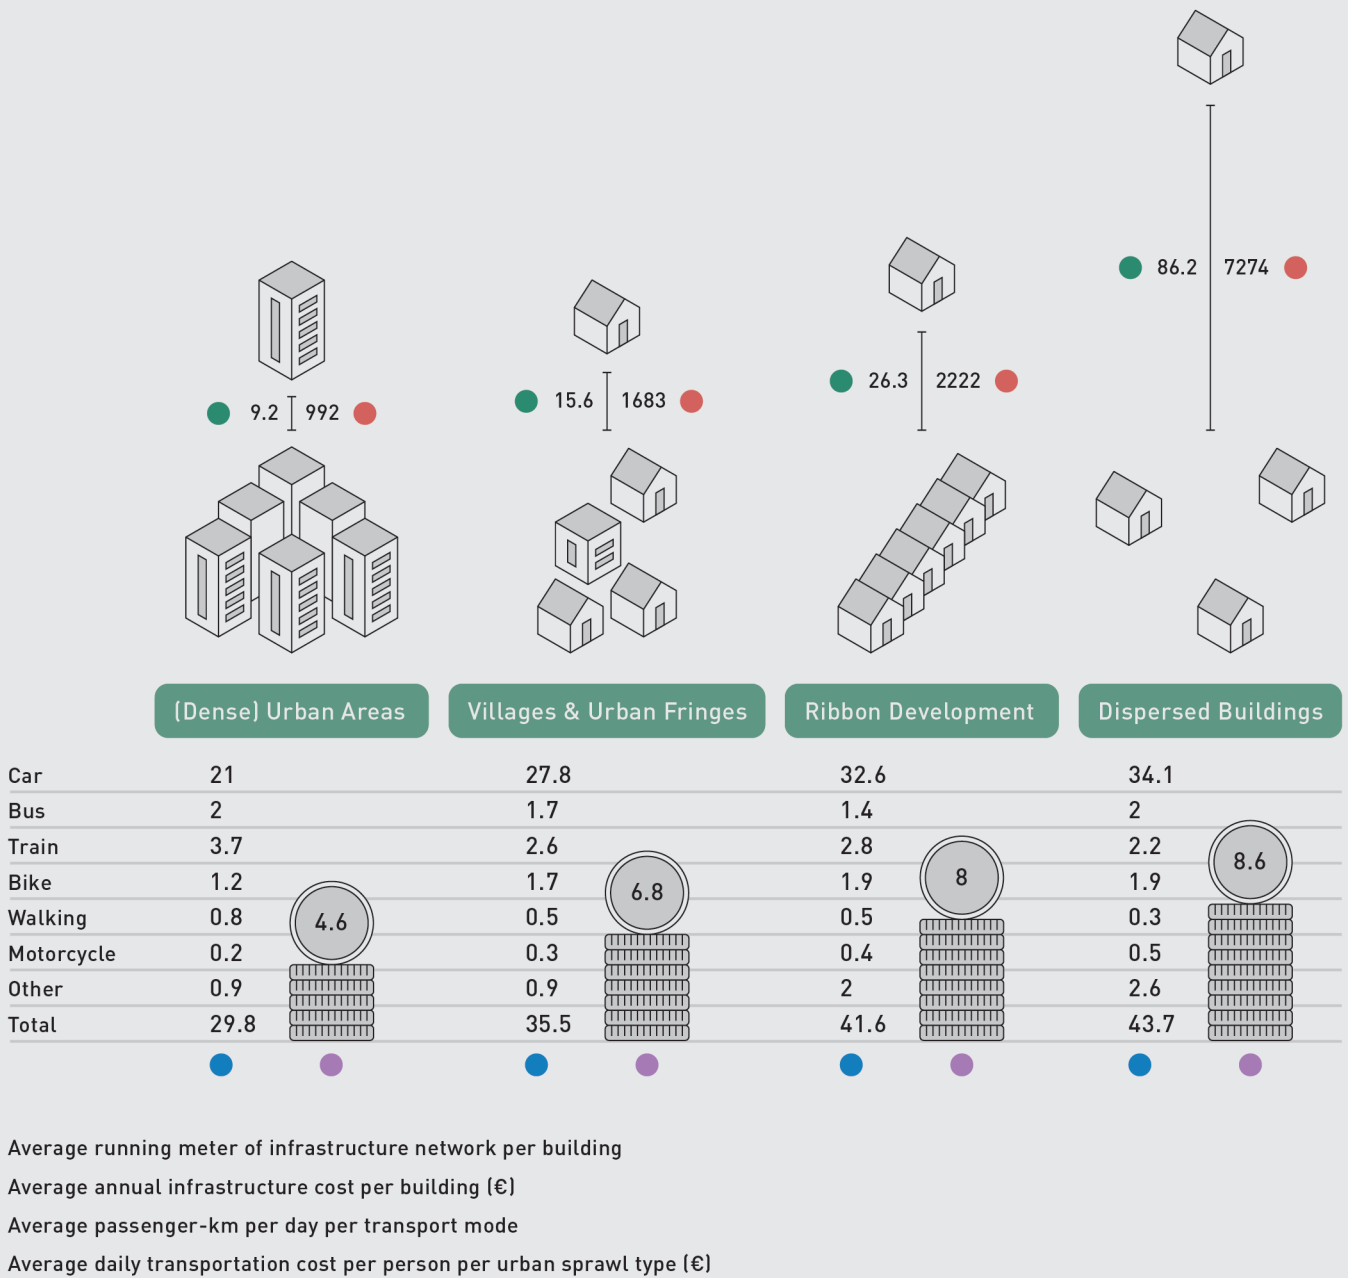 86.2 7274
26.3 2222
15.6 1683
9.2 992
(Dense) Urban Areas Villages & Urban Fringes Ribbon Development Dispersed Buildings
Car 21 27.8 32.6 34.1
Bus 2 1.7 1.4 2
Train 3.7 2.6 2.8 2.2
8.6
8
Bike 1.2 1.7 1.9 1.9
6.8
Walking 0.8 0.5 0.5 0.3
4.6
Motorcycle 0.2 0.3 0.4 0.5
Other 0.9 0.9 2 2.6
Total 29.8 35.5 41.6 43.7
Average running meter of infrastructure network per building
Average annual infrastructure cost per building (€)
Average passenger-km per day per transport mode
Average daily transportation cost per person per urban sprawl type (€)